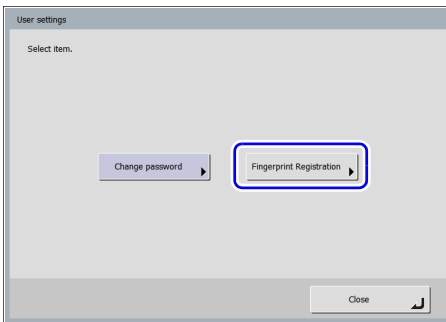 User settings
Select item.
Change password
Fingerprint Registration
Close